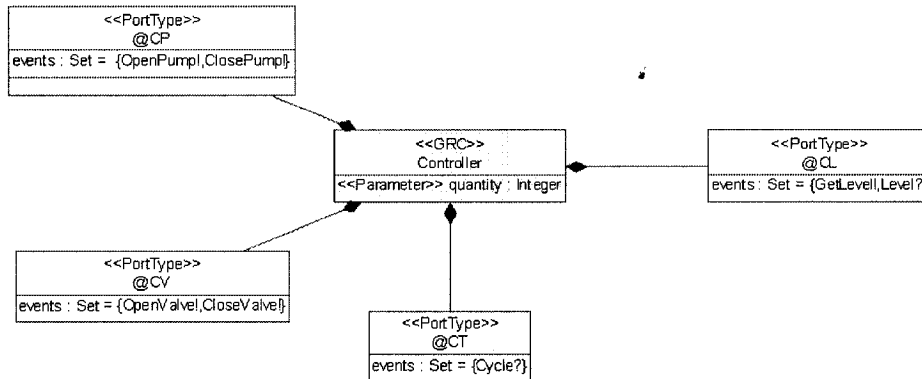 <<PortType>>
@CP
events : Set = {OpenPump!,ClosePump!}
<<GRC>>
Controller
<<Parameter>> quantity : Integer
<<PortType>>
@CL
events : Set = {GetLevel!,Level?
<<PortType>>
@CV
events : Set = {OpenValve!,CloseValve!}
<<PortType>>
@CT
events : Set = {Cycle?}